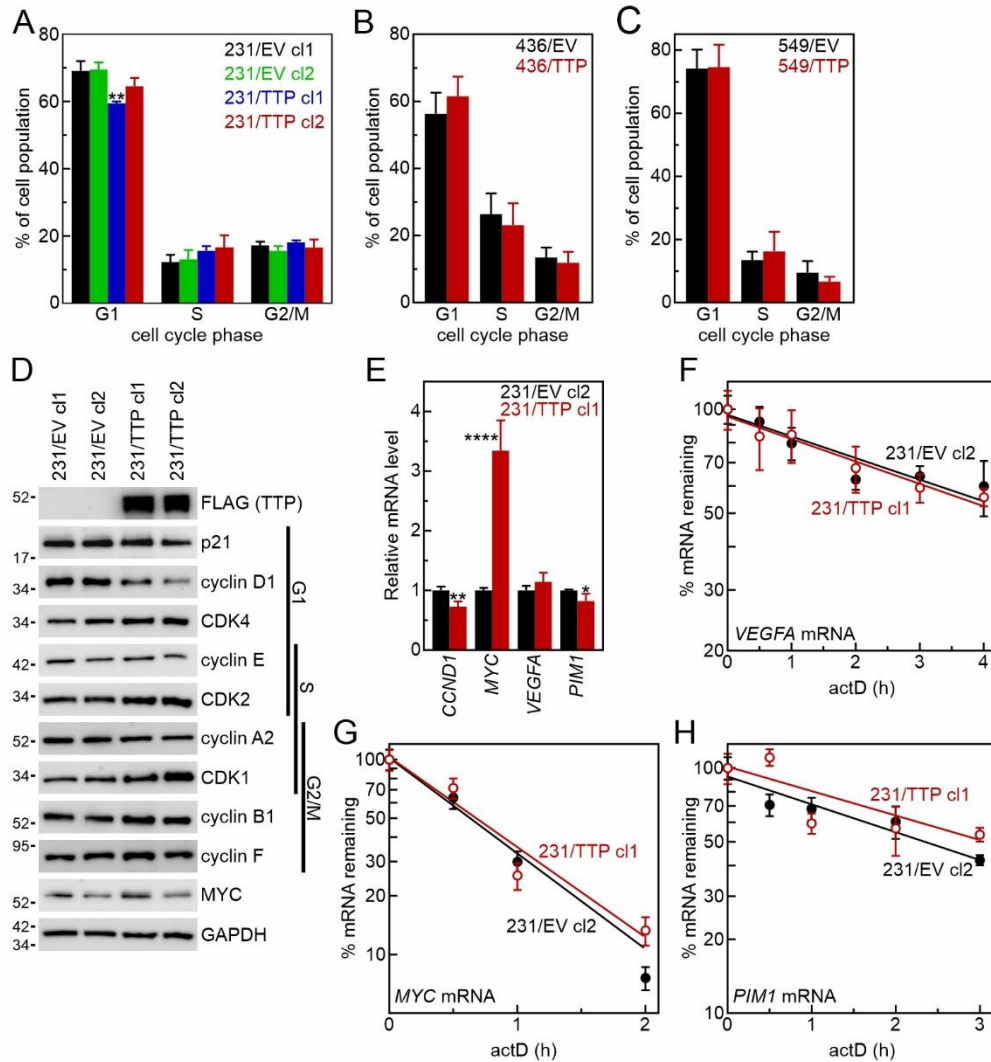 A
231/EV cl1
231/EV cl2
231/TTP cl1
231/TTP cl2
**
% of cell population
80
60
40
20
0
G1 S G2/M
cell cycle phase
B
436/EV
436/TTP
% of cell population
80
60
40
20
0
G1 S G2/M
cell cycle phase
C
549/EV
549/TTP
% of cell population
80
60
40
20
0
G1 S G2/M
cell cycle phase
D
231/EV cl1
231/EV cl2
231/TTP cl1
231/TTP cl2
52- FLAG (TTP)
17- p21
34- cyclin D1
34- CDK4
42- cyclin E
34- CDK2
52- cyclin A2
34- CDK1
52- cyclin B1
95- cyclin F
52- MYC
42- GAPDH
34-
G1
S
G2/M
E
231/EV cl2
231/TTP cl1
Relative mRNA level
4
3
2
1
0
****
**
*
CCND1
MYC
VEGFA
PIM1
F
% mRNA remaining
100
70
50
30
20
231/EV cl2
231/TTP cl1
VEGFA mRNA
0 1 2 3 4
actD (h)
G
% mRNA remaining
100
70
50
30
10
231/TTP cl1
231/EV cl2
MYC mRNA
0 1 2
actD (h)
H
% mRNA remaining
100
70
50
30
10
231/TTP cl1
231/EV cl2
PIM1 mRNA
0 1 2 3
actD (h)